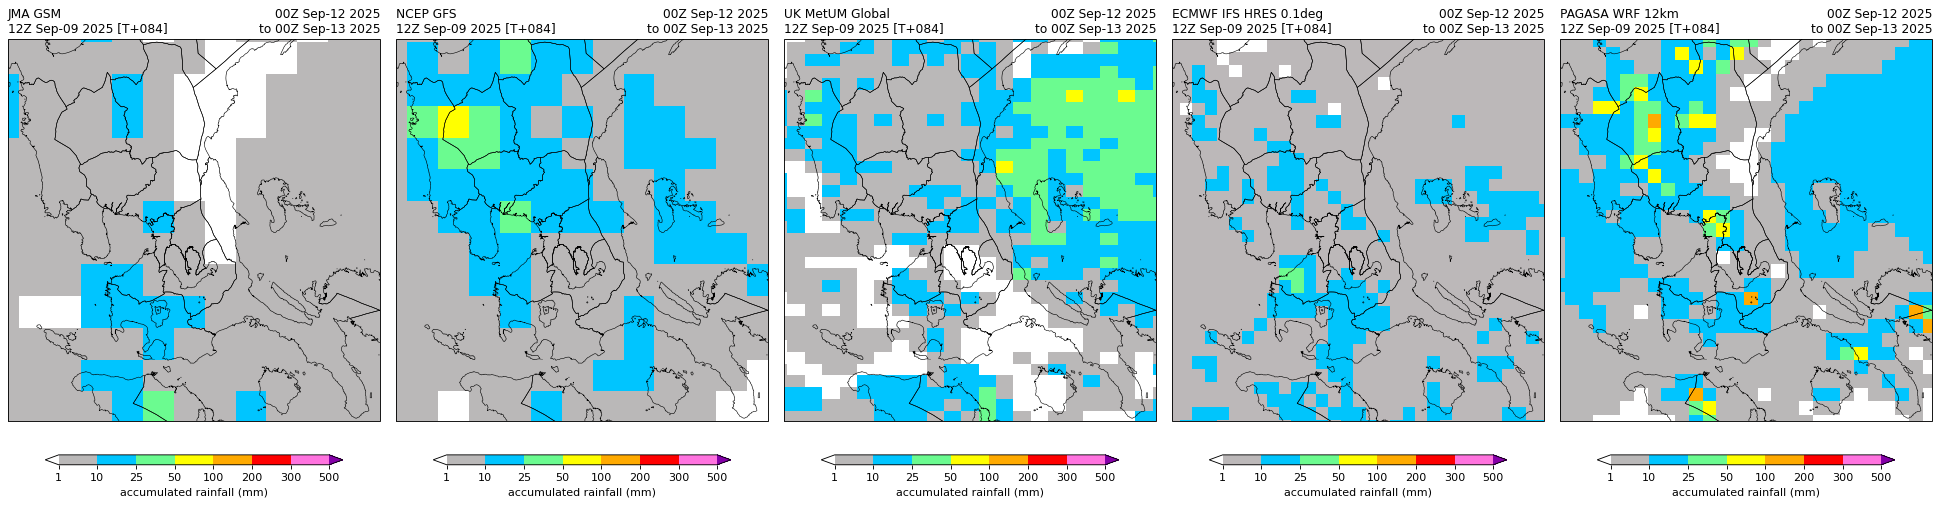 JMA GSM 00Z Sep-12 2025
12Z Sep-09 2025 [T+084] to 00Z Sep-13 2025
1 10 25 50 100 200 300 500
accumulated rainfall (mm)
NCEP GFS 00Z Sep-12 2025
12Z Sep-09 2025 [T+084] to 00Z Sep-13 2025
1 10 25 50 100 200 300 500
accumulated rainfall (mm)
UK MetUM Global 00Z Sep-12 2025
12Z Sep-09 2025 [T+084] to 00Z Sep-13 2025
1 10 25 50 100 200 300 500
accumulated rainfall (mm)
ECMWF IFS HRES 0.1deg 00Z Sep-12 2025
12Z Sep-09 2025 [T+084] to 00Z Sep-13 2025
1 10 25 50 100 200 300 500
accumulated rainfall (mm)
PAGASA WRF 12km 00Z Sep-12 2025
12Z Sep-09 2025 [T+084] to 00Z Sep-13 2025
1 10 25 50 100 200 300 500
accumulated rainfall (mm)